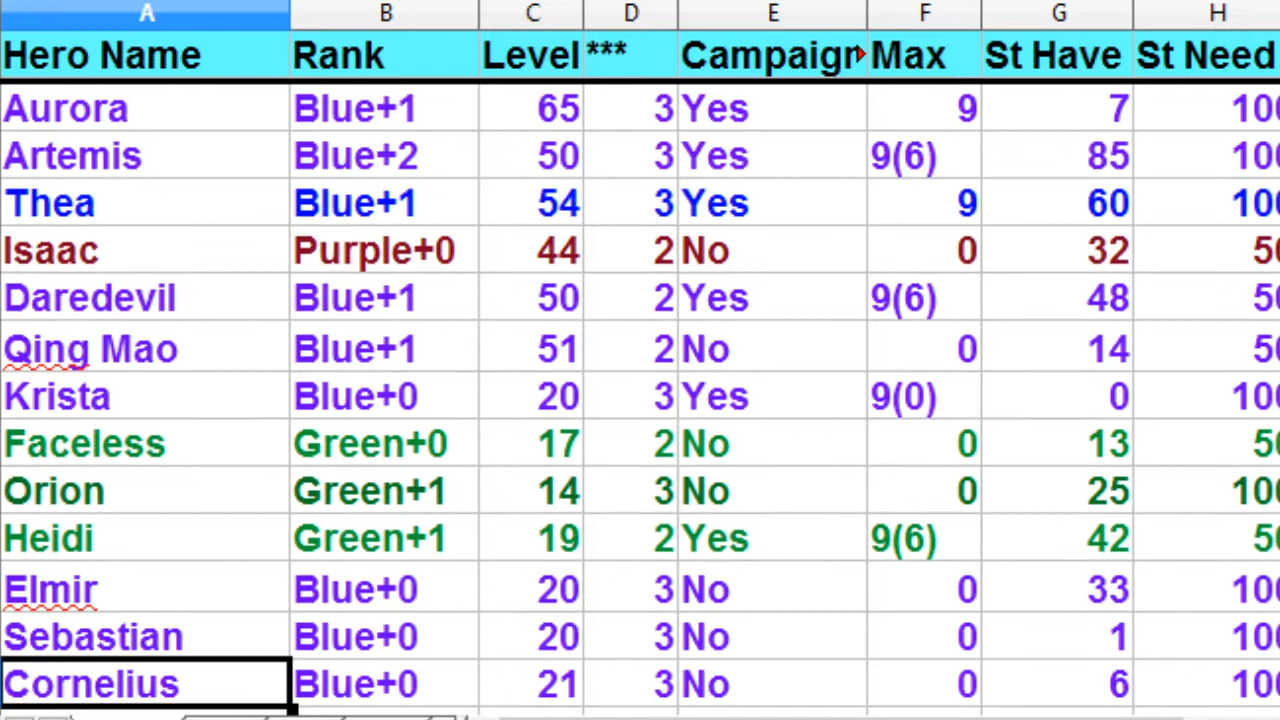 A B C D E F G H
Hero Name Rank Level *** Campaign Max St Have St Need
Aurora Blue+1 65 3 Yes 9 7 100
Artemis Blue+2 50 3 Yes 9(6) 85 100
Thea Blue+1 54 3 Yes 9 60 100
Isaac Purple+0 44 2 No 0 32 50
Daredevil Blue+1 50 2 Yes 9(6) 48 50
Qing Mao Blue+1 51 2 No 0 14 50
Krista Blue+0 20 3 Yes 9(0) 0 100
Faceless Green+0 17 2 No 0 13 50
Orion Green+1 14 3 No 0 25 100
Heidi Green+1 19 2 Yes 9(6) 42 50
Elmir Blue+0 20 3 No 0 33 100
Sebastian Blue+0 20 3 No 0 1 100
Cornelius Blue+0 21 3 No 0 6 100